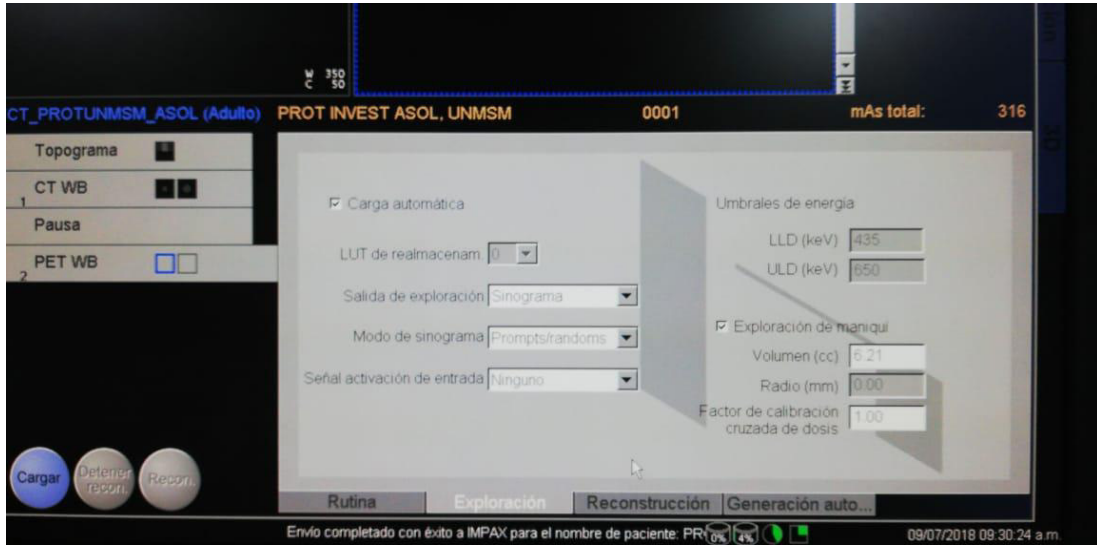 W 350
C 50
CT_PROTUNMSM_ASOL (Adulto) PROT INVEST ASOL, UNMSM 0001 mAs total: 316
3D
Topograma
CT WB
1
Pausa
PET WB
2
Carga automática
LUT de realmacenam. 0
Salida de exploración Sinograma
Modo de sinograma Prompts/randoms
Señal activación de entrada Ninguno
Umbrales de energía
LLD (keV) 435
ULD (keV) 650
Exploración de maniquí
Volumen (cc) 6.21
Radio (mm) 0.00
Factor de calibración
cruzada de dosis 1.00
Cargar
Detener
recon.
Recon.
Rutina Exploración Reconstrucción Generación auto...
Envío completado con éxito a IMPAX para el nombre de paciente: PR 0% 4% 09/07/2018 09:30:24 a.m.